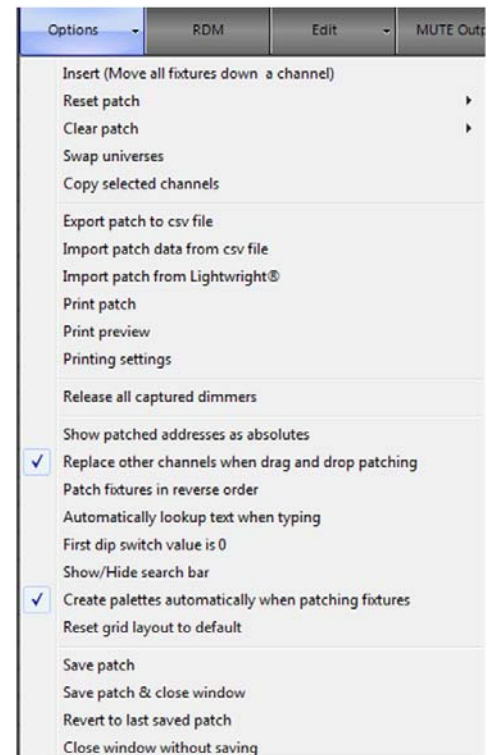 Options RDM Edit MUTE Outp
Insert (Move all fixtures down a channel)
Reset patch
Clear patch
Swap universes
Copy selected channels
Export patch to csv file
Import patch data from csv file
Import patch from Lightwright®
Print patch
Print preview
Printing settings
Release all captured dimmers
Show patched addresses as absolutes
Replace other channels when drag and drop patching
Patch fixtures in reverse order
Automatically lookup text when typing
First dip switch value is 0
Show/Hide search bar
Create palettes automatically when patching fixtures
Reset grid layout to default
Save patch
Save patch & close window
Revert to last saved patch
Close window without saving